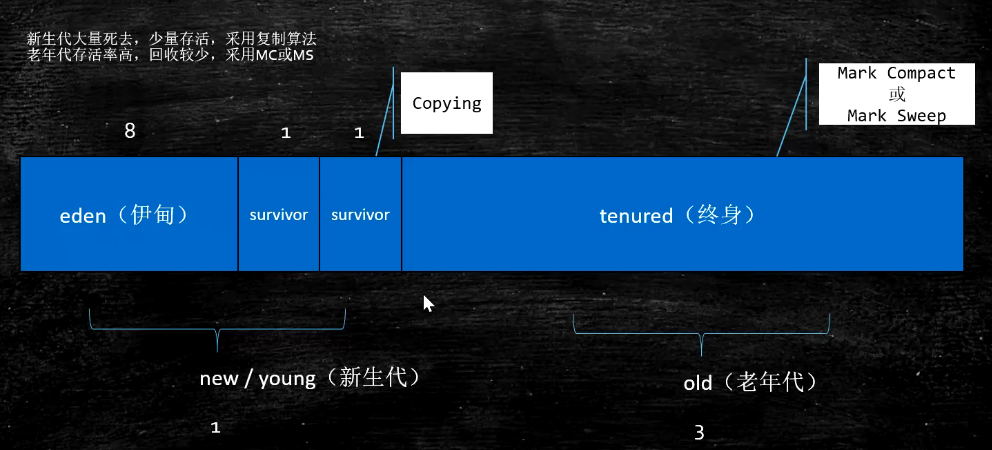 新生代大量死去，少量存活，采用复制算法
老年代存活率高，回收较少，采用MC或MS
Copying
Mark Compact
或
Mark Sweep
8
1
1
eden（伊甸）
survivor
survivor
tenured（终身）
new / young（新生代）
old（老年代）
1
3